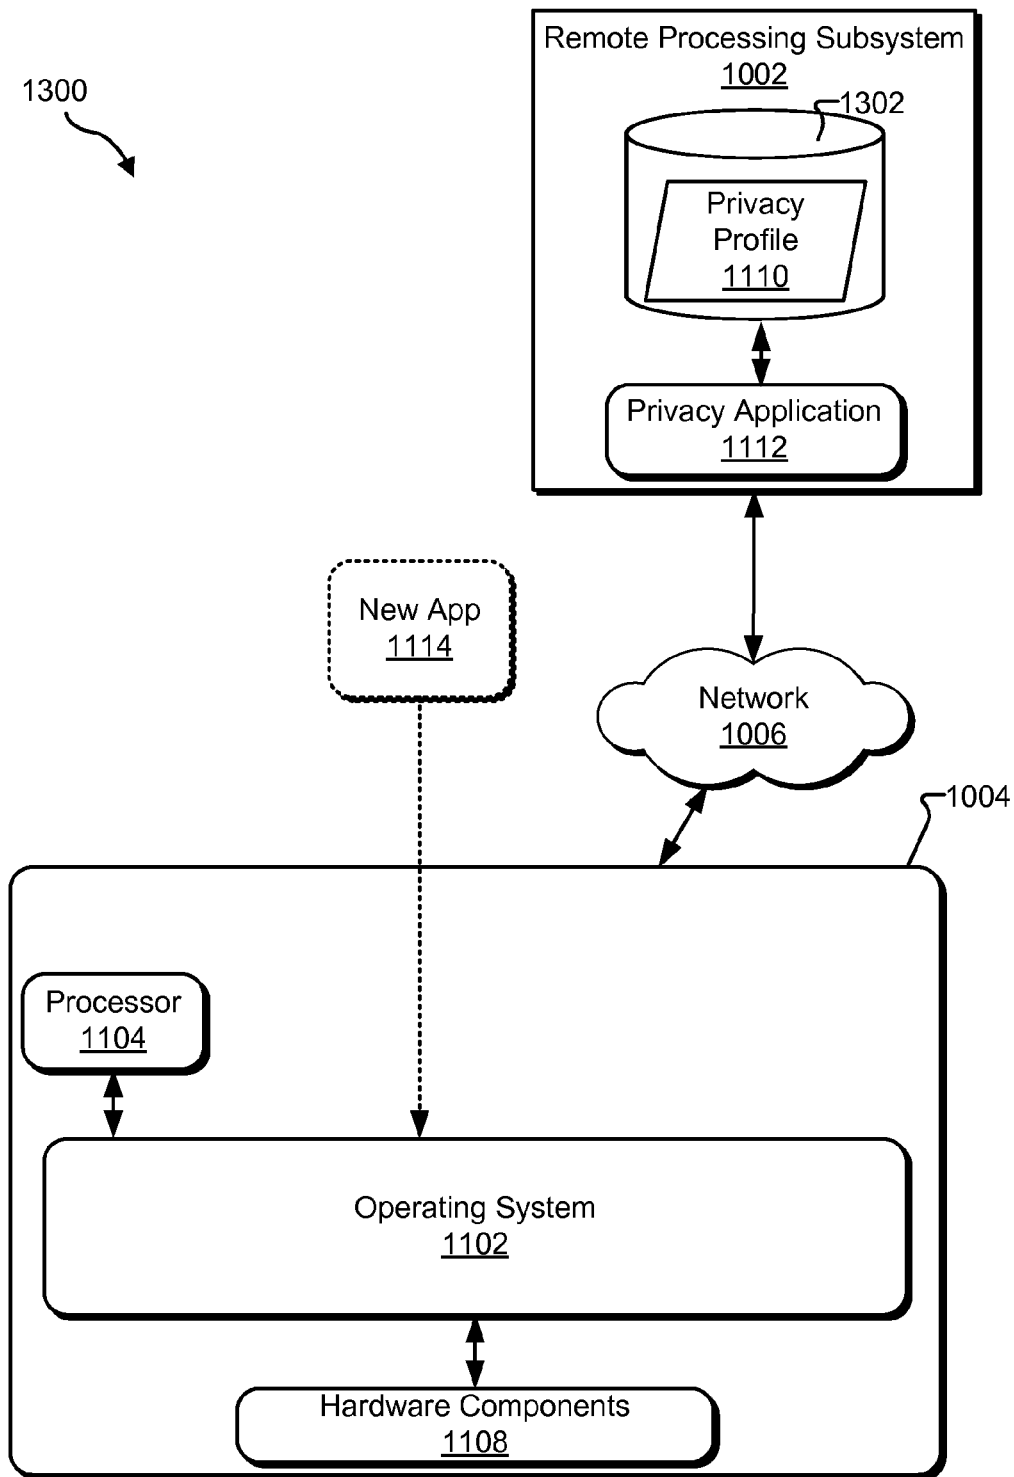 Remote Processing Subsystem
1002
1300
1302
Privacy
Profile
1110
Privacy Application
1112
New App
1114
Network
1006
1004
Processor
1104
Operating System
1102
Hardware Components
1108